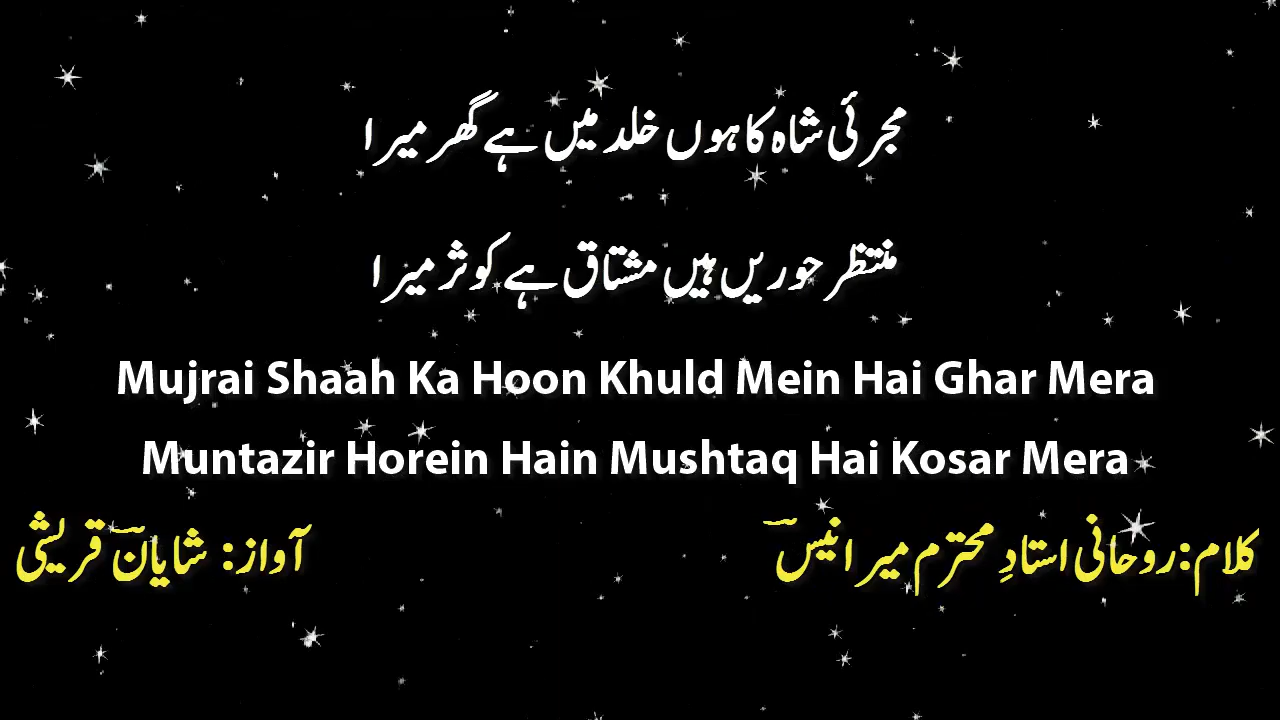 مجرئی شاہ کا ہوں خلد میں ہے گھر میرا
منتظر حوریں ہیں مشتاق ہے کوثر میرا
Mujrai Shaah Ka Hoon Khuld Mein Hai Ghar Mera
Muntazir Horein Hain Mushtaq Hai Kosar Mera
کلام: روحانی استادِ محترم میر انیسؔ
آواز: شایانؔ قریشی